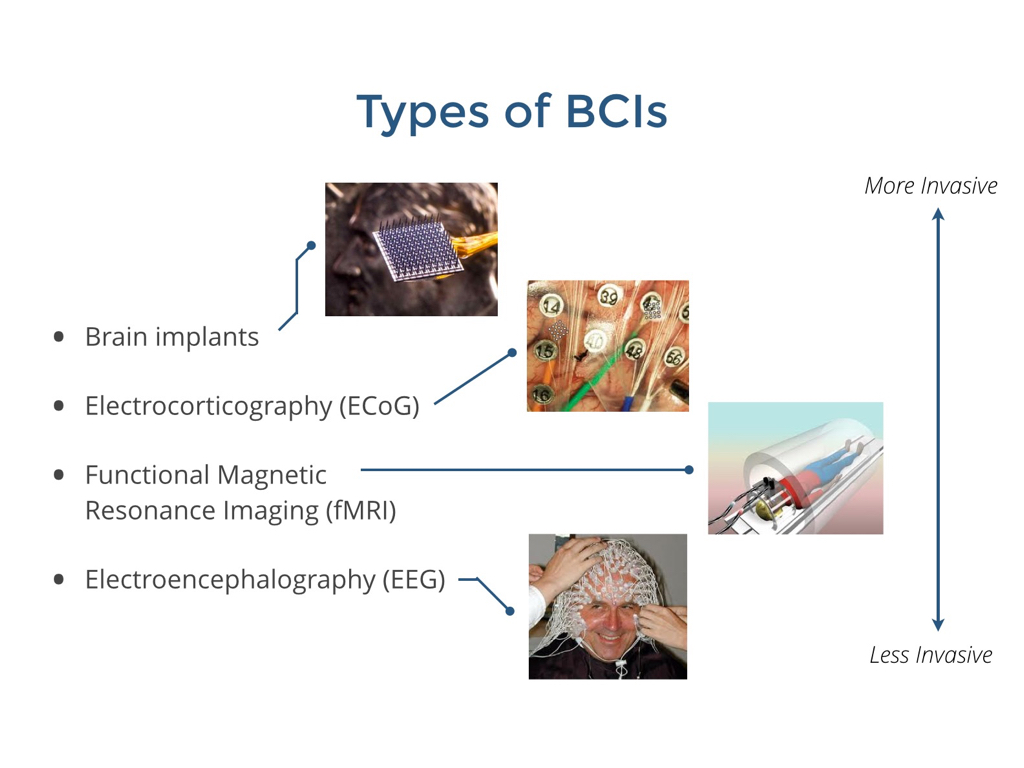 Types of BCIs
More Invasive
• Brain implants
• Electrocorticography (ECoG)
• Functional Magnetic
Resonance Imaging (fMRI)
• Electroencephalography (EEG)
Less Invasive
14
39
15
40
48
56
16